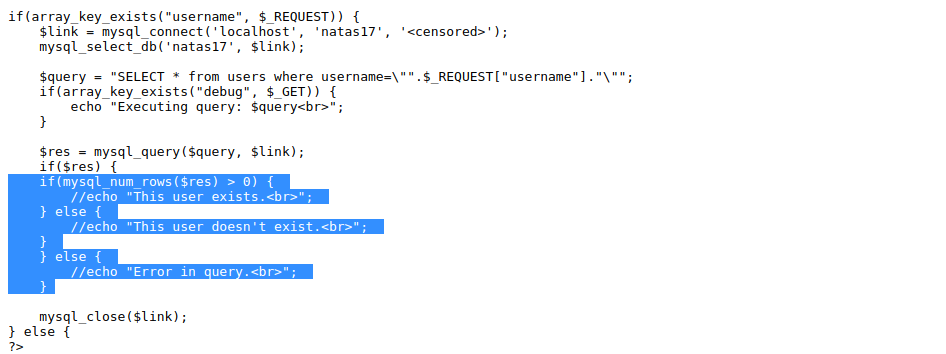 if(array_key_exists("username", $_REQUEST)) {
    $link = mysql_connect('localhost', 'natas17', '<censored>');
    mysql_select_db('natas17', $link);

    $query = "SELECT * from users where username=\"".$_REQUEST["username"]."\"";
    if(array_key_exists("debug", $_GET)) {
        echo "Executing query: $query<br>";
    }

    $res = mysql_query($query, $link);
    if($res) {
    if(mysql_num_rows($res) > 0) {
        //echo "This user exists.<br>";
    } else {
        //echo "This user doesn't exist.<br>";
    }
    } else {
        //echo "Error in query.<br>";
    }

    mysql_close($link);
} else {
?>